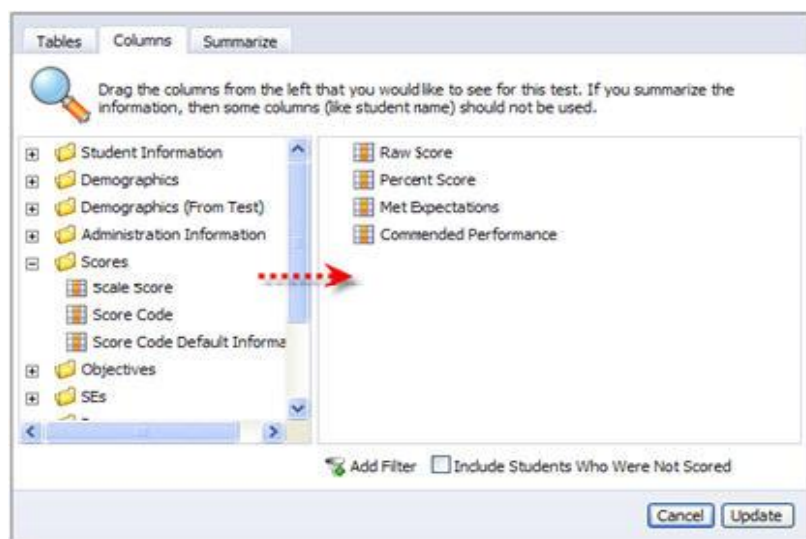 Tables Columns Summarize
Drag the columns from the left that you would like to see for this test. If you summarize the
information, then some columns (like student name) should not be used.
Student Information
Demographics
Demographics (From Test)
Administration Information
Scores
Scale Score
Score Code
Score Code Default Informa
Objectives
SEs
Raw Score
Percent Score
Met Expectations
Commended Performance
Add Filter Include Students Who Were Not Scored
Cancel Update